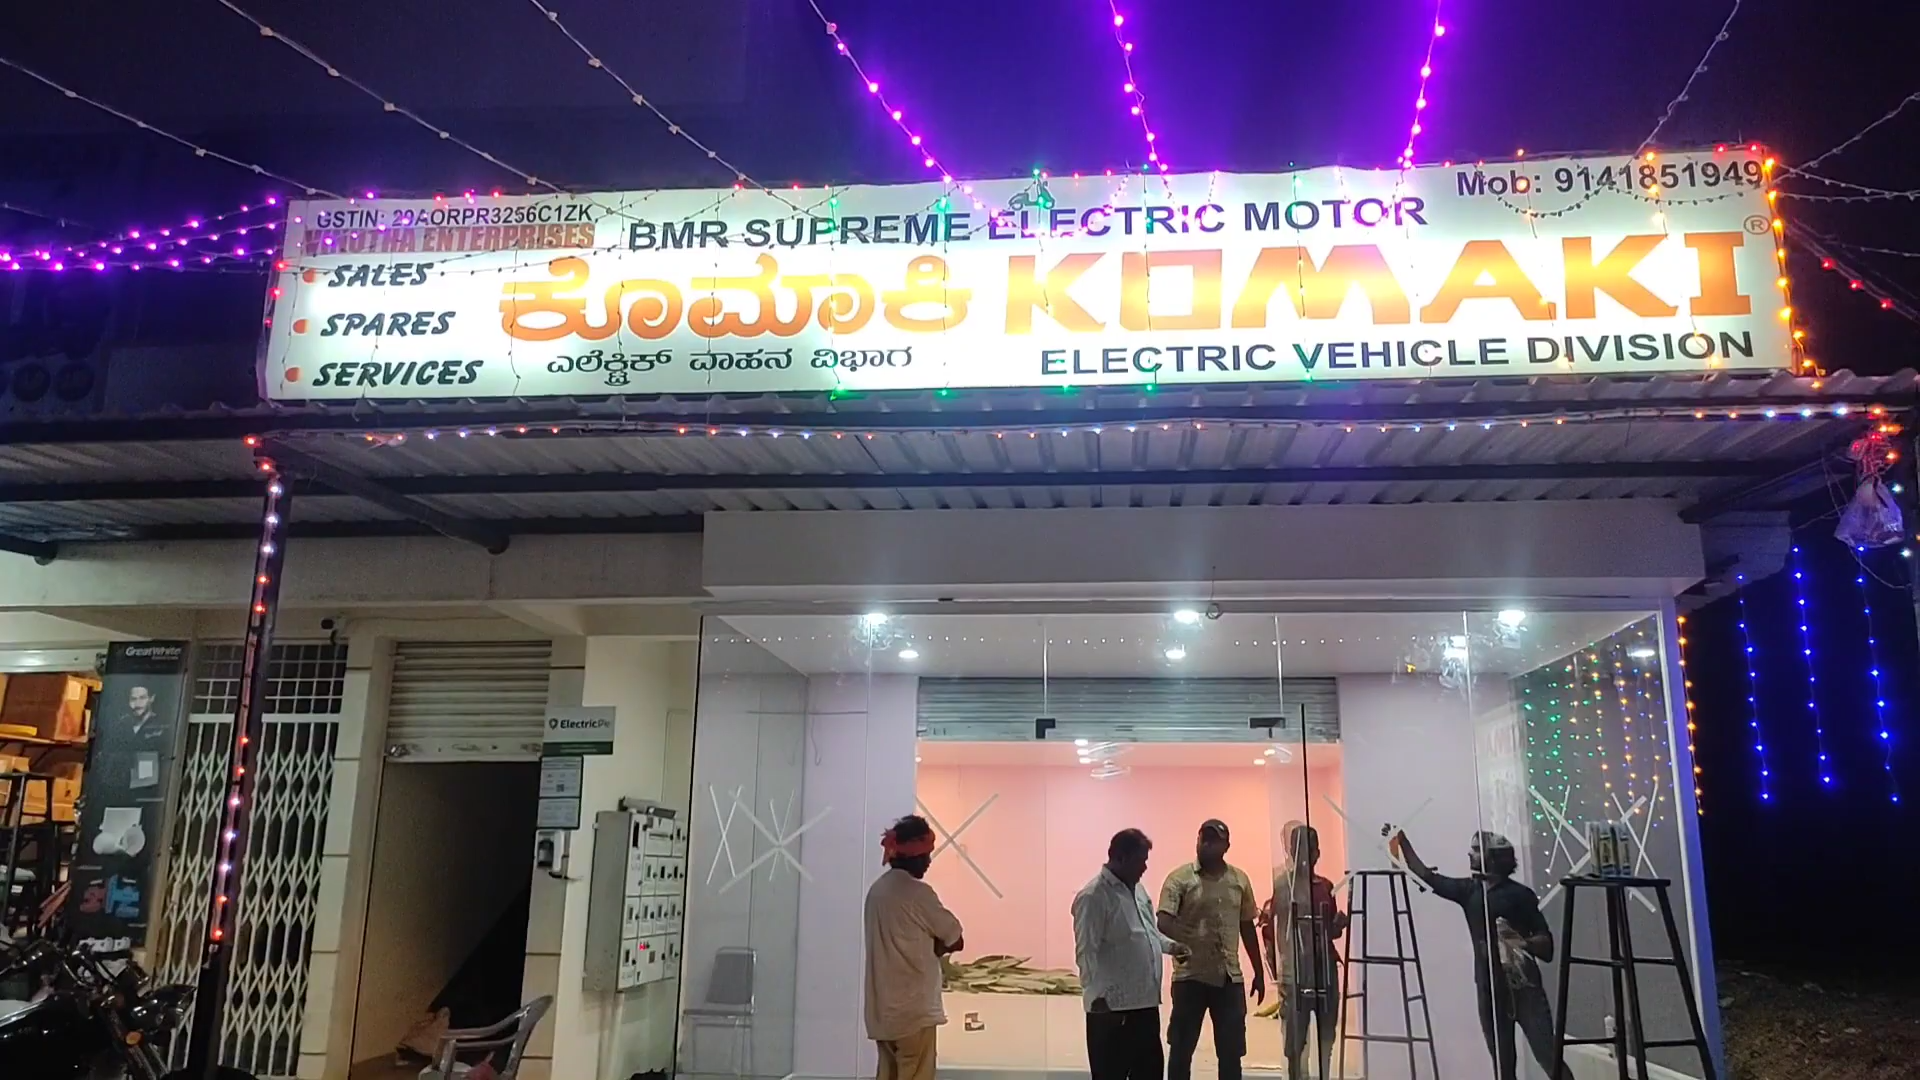 GSTIN: 29AORPR3256C1ZK
ENTERPRISES
BMR SUPREME ELECTRIC MOTOR
Mob: 9141851949
SALES
SPARES
SERVICES
ಕೊಮಾಕಿ KOMAKI ®
ಎಲೆಕ್ಟ್ರಿಕ್ ವಾಹನ ವಿಭಾಗ
ELECTRIC VEHICLE DIVISION
GreatWhite
ElectricPe